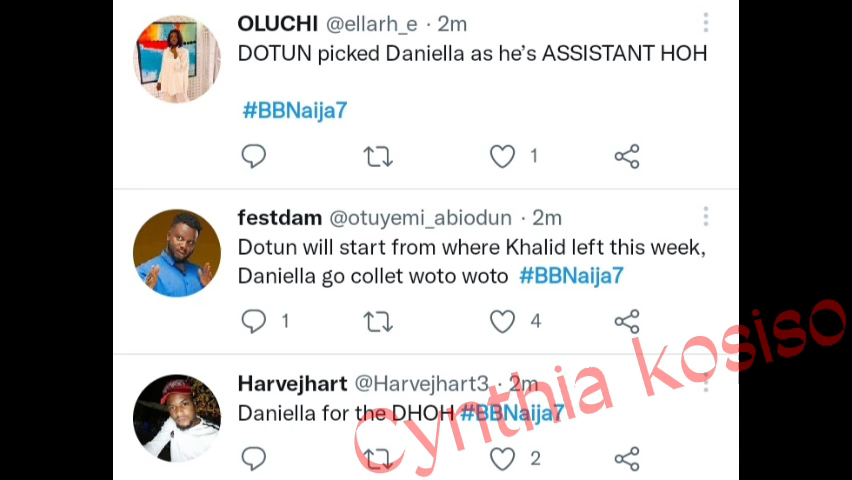 OLUCHI @ellarh_e · 2m
DOTUN picked Daniella as he's ASSISTANT HOH
#BBNaija7
1
festdam @otuyemi_abiodun · 2m
Dotun will start from where Khalid left this week,
Daniella go collet woto woto #BBNaija7
1 4
Harvejhart @Harvejhart3 · 2m
Daniella for the DHOH #BBNaija7
2
Cynthia kosiso